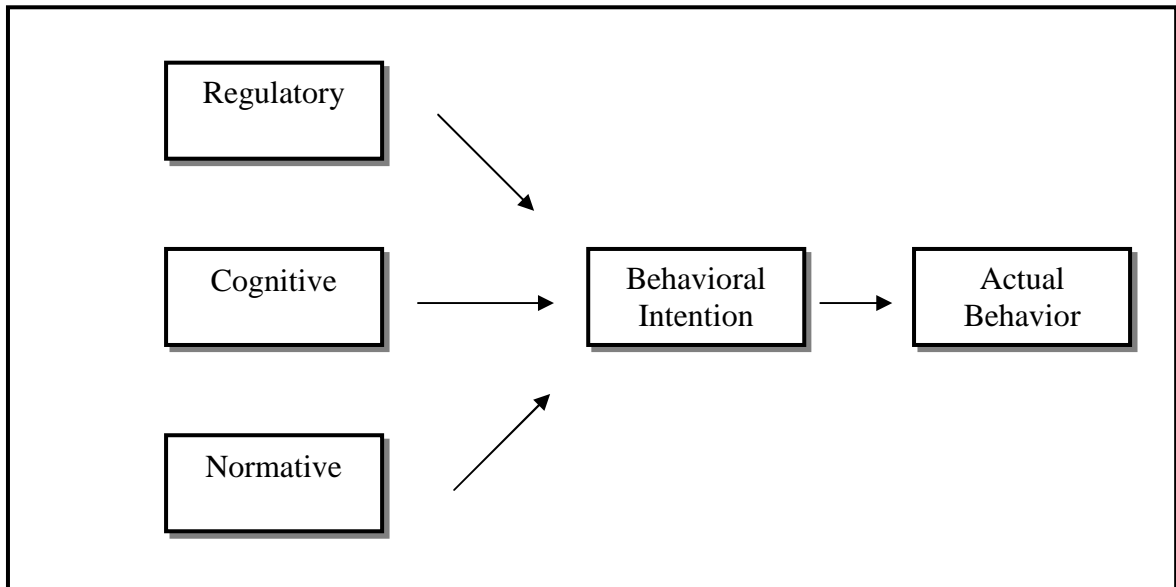 Regulatory
Cognitive
Behavioral
Intention
Actual
Behavior
Normative